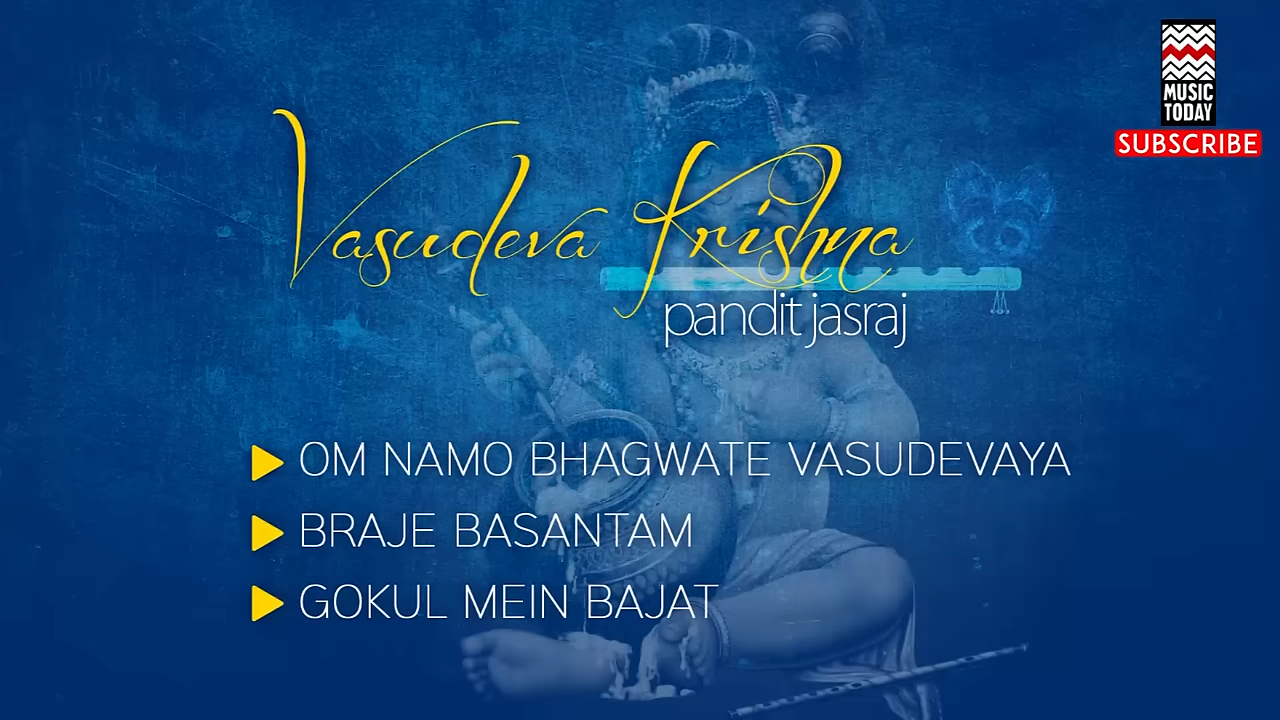 MUSIC
TODAY
SUBSCRIBE
Vasudeva Krishna
pandit jasraj
OM NAMO BHAGWATE VASUDEVAYA
BRAJE BASANTAM
GOKUL MEIN BAJAT